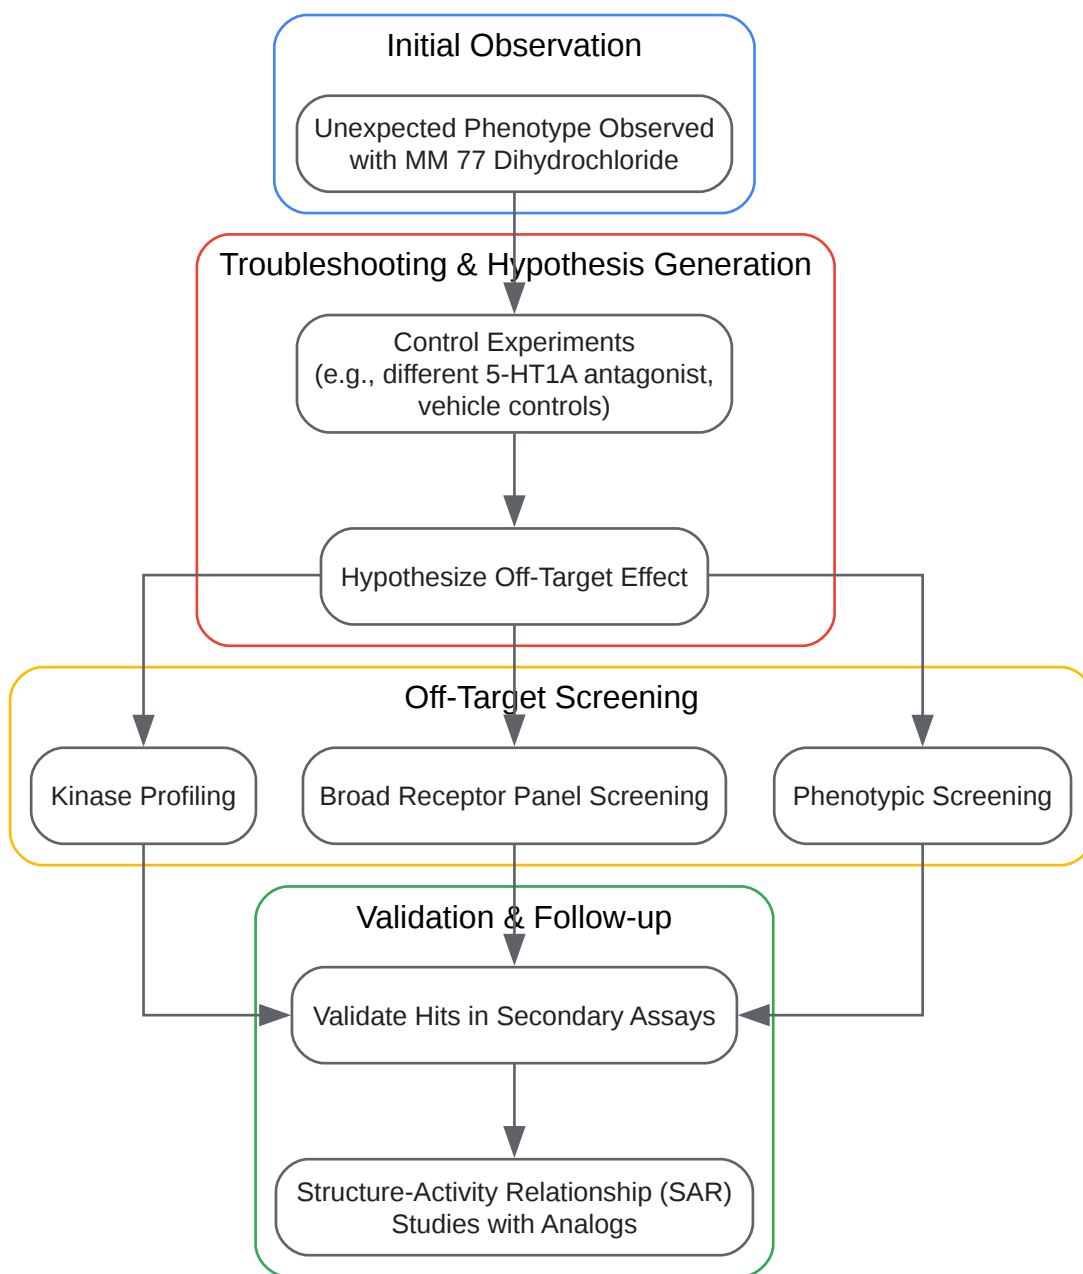 Initial Observation
Unexpected Phenotype Observed
with MM 77 Dihydrochloride
Troubleshooting & Hypothesis Generation
Control Experiments
(e.g., different 5-HT1A antagonist,
vehicle controls)
Hypothesize Off-Target Effect
Off-Target Screening
Kinase Profiling
Broad Receptor Panel Screening
Phenotypic Screening
Validation & Follow-up
Validate Hits in Secondary Assays
Structure-Activity Relationship (SAR)
Studies with Analogs